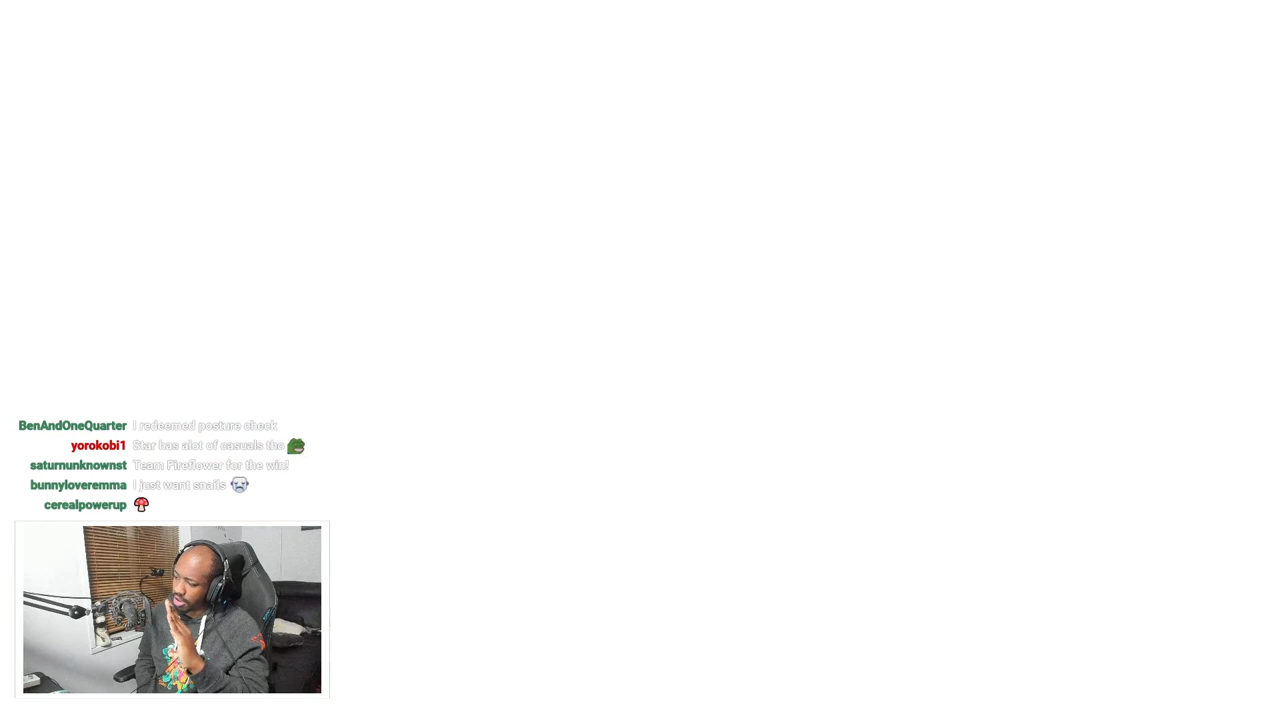 BenAndOneQuarter I redeemed posture check
yorokobi1 Star has alot of casuals tho
saturnunknownst Team Fireflower for the win!
bunnyloveremma I just want snails
cerealpowerup